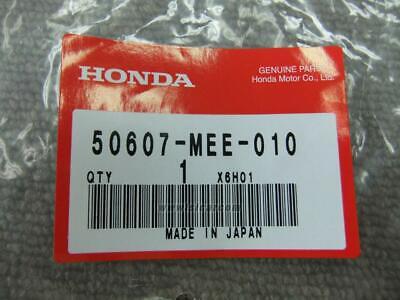 GENUINE PARTS
HONDA
Honda Motor Co., Ltd.
50607-MEE-010
QTY 1 X6H01
MADE IN JAPAN